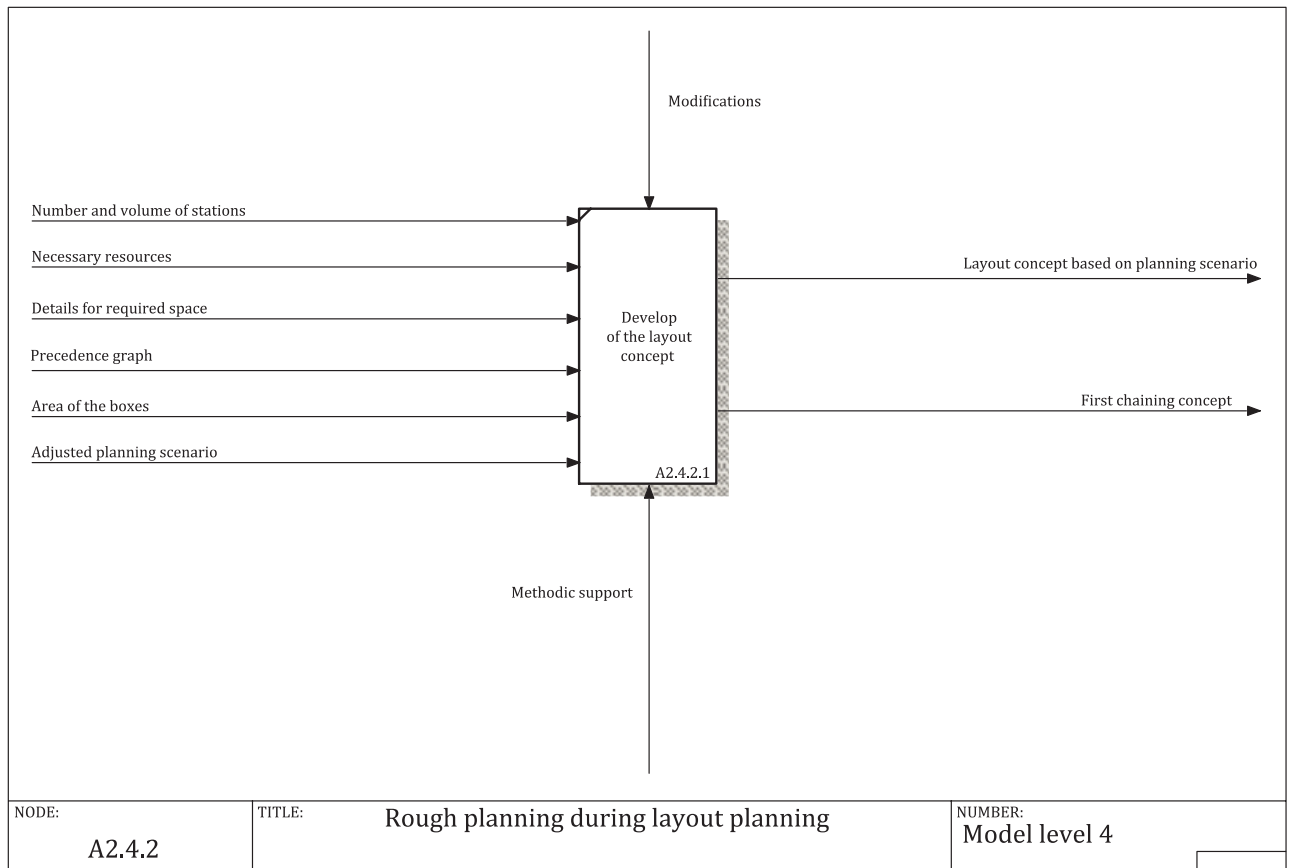 Modifications
Number and volume of stations
Necessary resources
Details for required space
Precedence graph
Area of the boxes
Adjusted planning scenario
Develop
of the layout
concept
A2.4.2.1
Layout concept based on planning scenario
First chaining concept
Methodic support
NODE:
A2.4.2
TITLE:
Rough planning during layout planning
NUMBER:
Model level 4